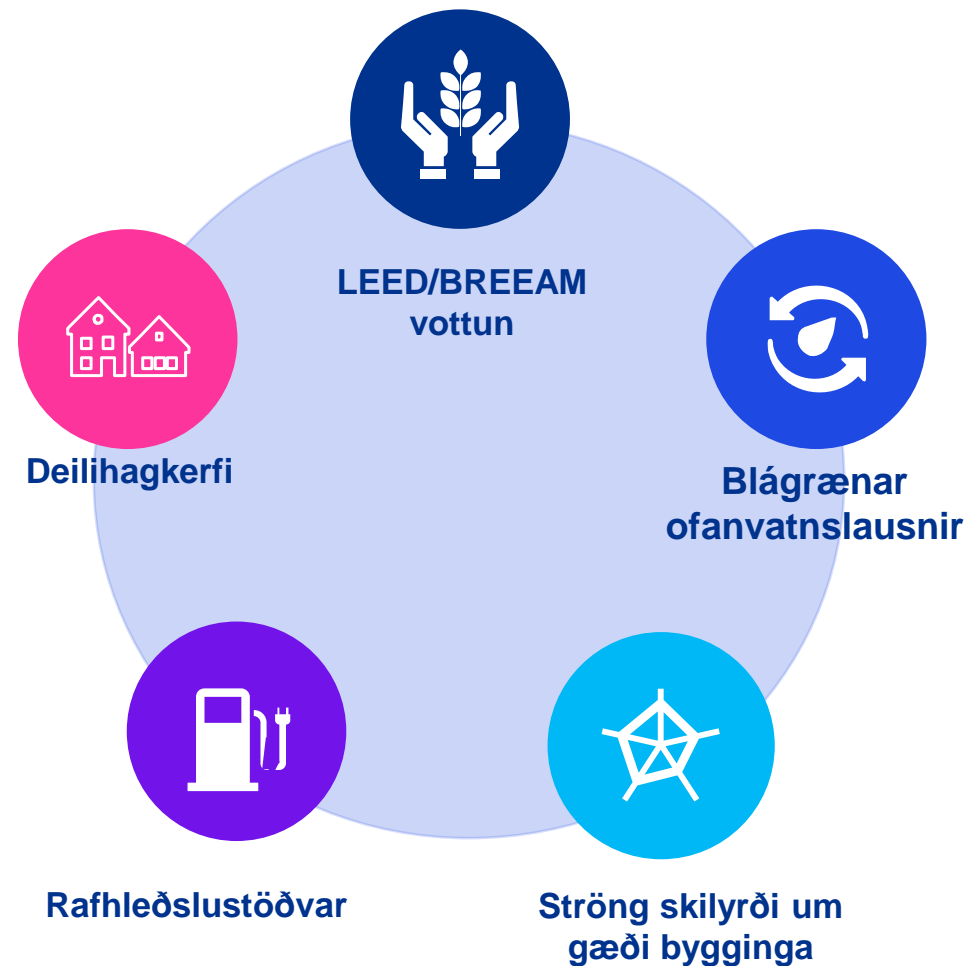 LEED/BREEAM
vottun
Deilihagkerfi
Blágrænar
ofanvatnslausnir
Rafhleðslustöðvar
Ströng skilyrði um
gæði bygginga